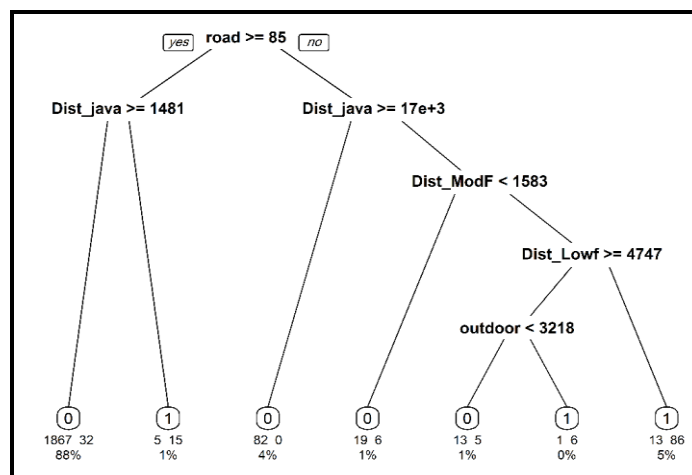 yes road >= 85 no
Dist_java >= 1481 Dist_java >= 17e+3
Dist_ModF < 1583
Dist_Lowf >= 4747
outdoor < 3218
0 1 0 0 0 1 1
1867 32 5 15 82 0 19 6 13 5 1 6 13 86
88% 1% 4% 1% 1% 0% 5%